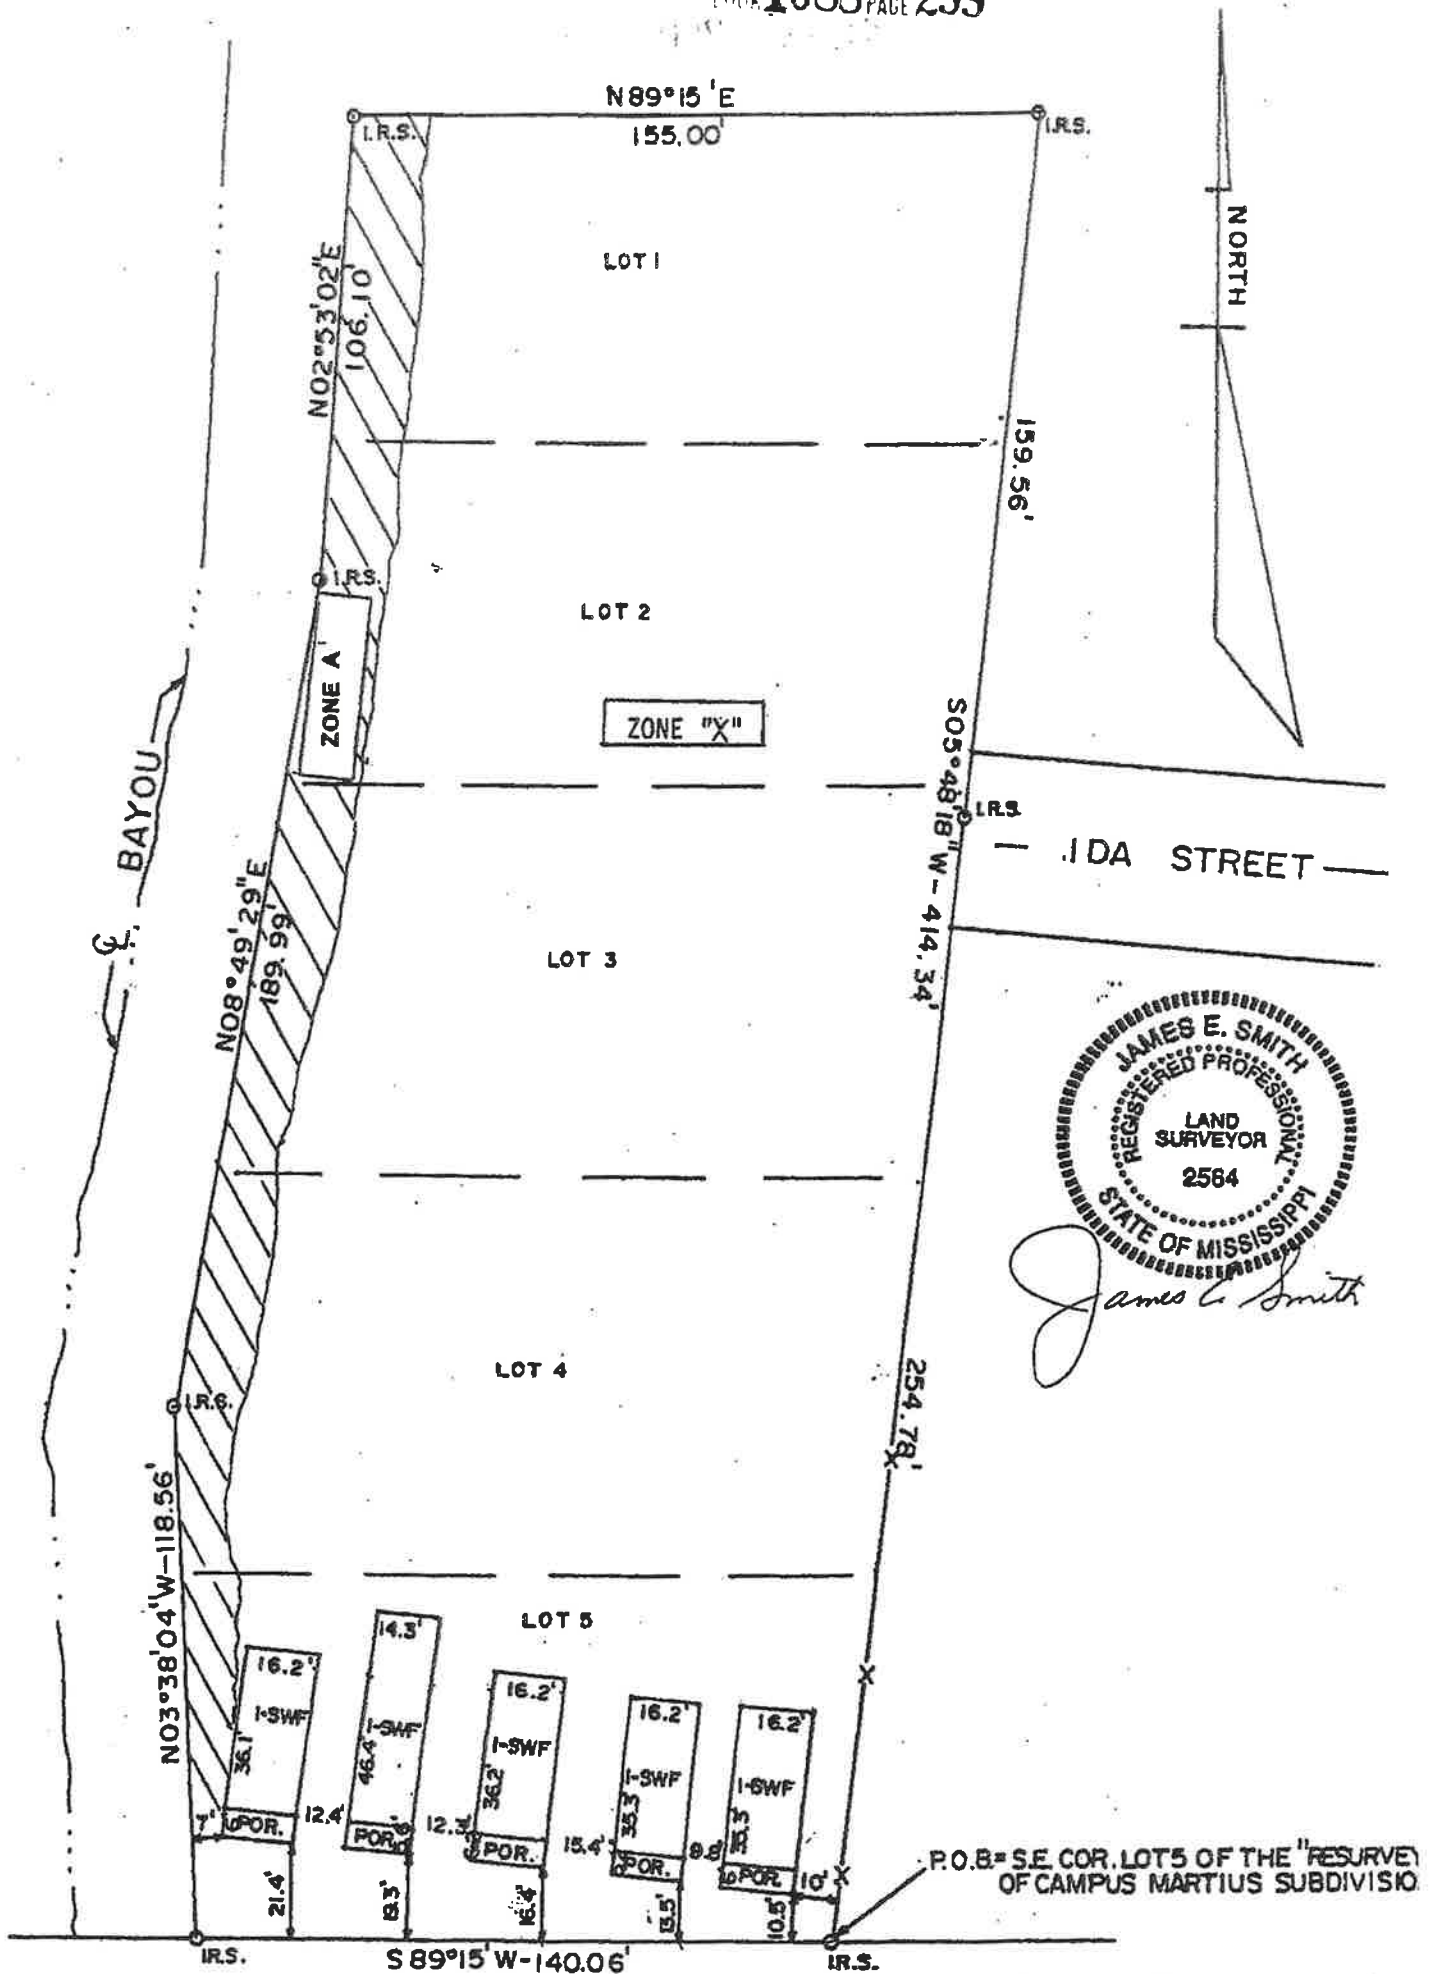 PAGE 259
N89°15'E
155.00'
I.R.S.
I.R.S.
NORTH
LOT 1
N02°53'02"E
106.10'
159.56'
I.R.S.
LOT 2
ZONE A'
ZONE "X"
BAYOU
S05°48'18"W-414.34'
I.R.S.
IDA STREET
N08°49'29"E
189.99'
LOT 3
JAMES E. SMITH
REGISTERED PROFESSIONAL
LAND
SURVEYOR
2564
STATE OF MISSISSIPPI
James E Smith
LOT 4
254.78'
I.R.S.
N03°38'04"W-118.56'
LOT 5
16.2'
14.3'
16.2'
16.2'
16.2'
1-SWF
1-SWF
1-SWF
1-SWF
1-SWF
36.1'
46.4'
36.2'
35.3'
35.3'
7'
POR.
12.4'
POR.
12.3'
POR.
15.4'
POR.
9.8'
POR.
10'
21.4'
19.3'
16.4'
13.5'
10.5'
P.O.B.= S.E. COR. LOT 5 OF THE "RESURVEY
OF CAMPUS MARTIUS SUBDIVISIO
I.R.S.
S89°15'W-140.06'
I.R.S.